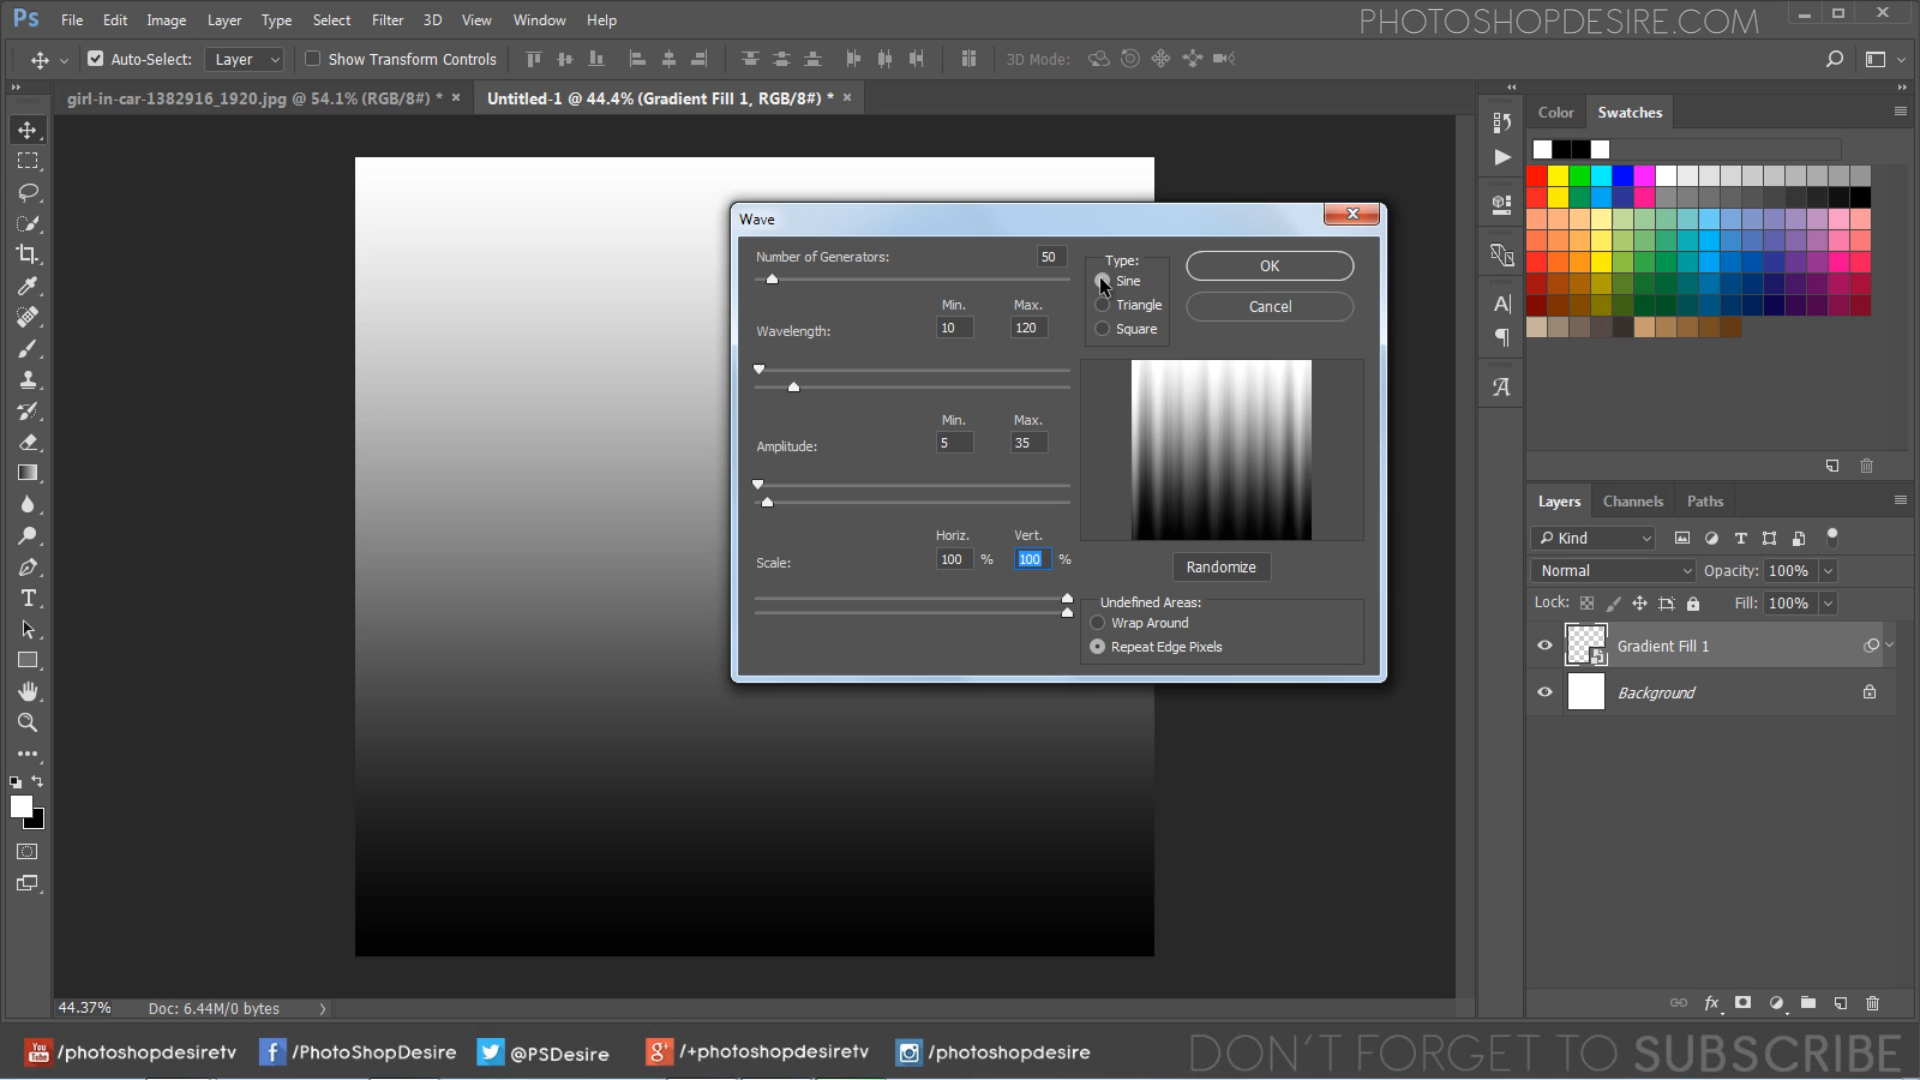 Ps File Edit Image Layer Type Select Filter 3D View Window Help
PHOTOSHOPDESIRE.COM
Auto-Select: Layer Show Transform Controls 3D Mode:
girl-in-car-1382916_1920.jpg @ 54.1% (RGB/8#) * ×
Untitled-1 @ 44.4% (Gradient Fill 1, RGB/8#) * ×
Color Swatches
Wave
Number of Generators: 50
Type:
Sine
Triangle
Square
OK
Cancel
Min. Max.
Wavelength: 10 120
Min. Max.
Amplitude: 5 35
Horiz. Vert.
Scale: 100 % 100 %
Randomize
Undefined Areas:
Wrap Around
Repeat Edge Pixels
Layers Channels Paths
Kind
Normal Opacity: 100%
Lock: Fill: 100%
Gradient Fill 1
Background
fx
44.37% Doc: 6.44M/0 bytes
You Tube /photoshopdesiretv f /PhotoShopDesire @PSDesire g+ /+photoshopdesiretv /photoshopdesire
DON'T FORGET TO SUBSCRIBE